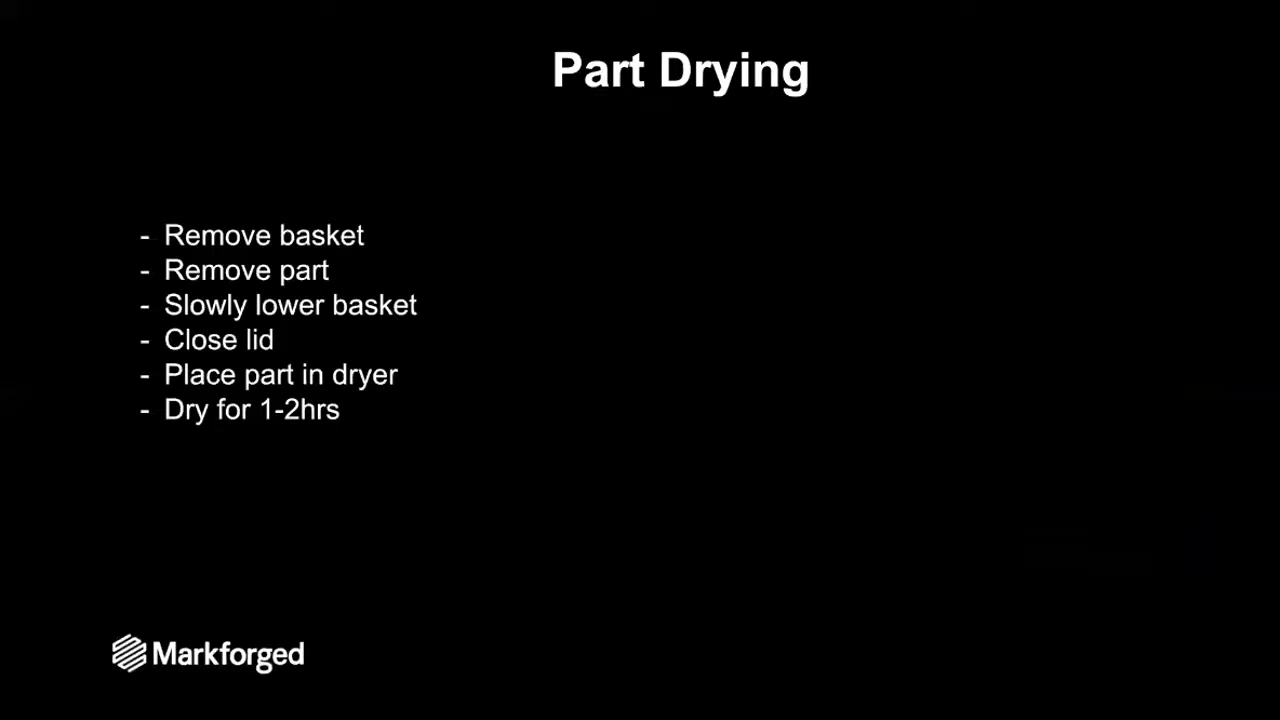 Part Drying
- Remove basket
- Remove part
- Slowly lower basket
- Close lid
- Place part in dryer
- Dry for 1-2hrs
Markforged